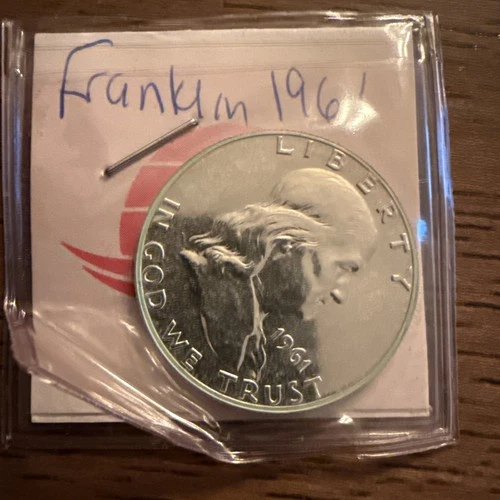 Franklin 1961
LIBERTY
IN GOD WE TRUST
1961